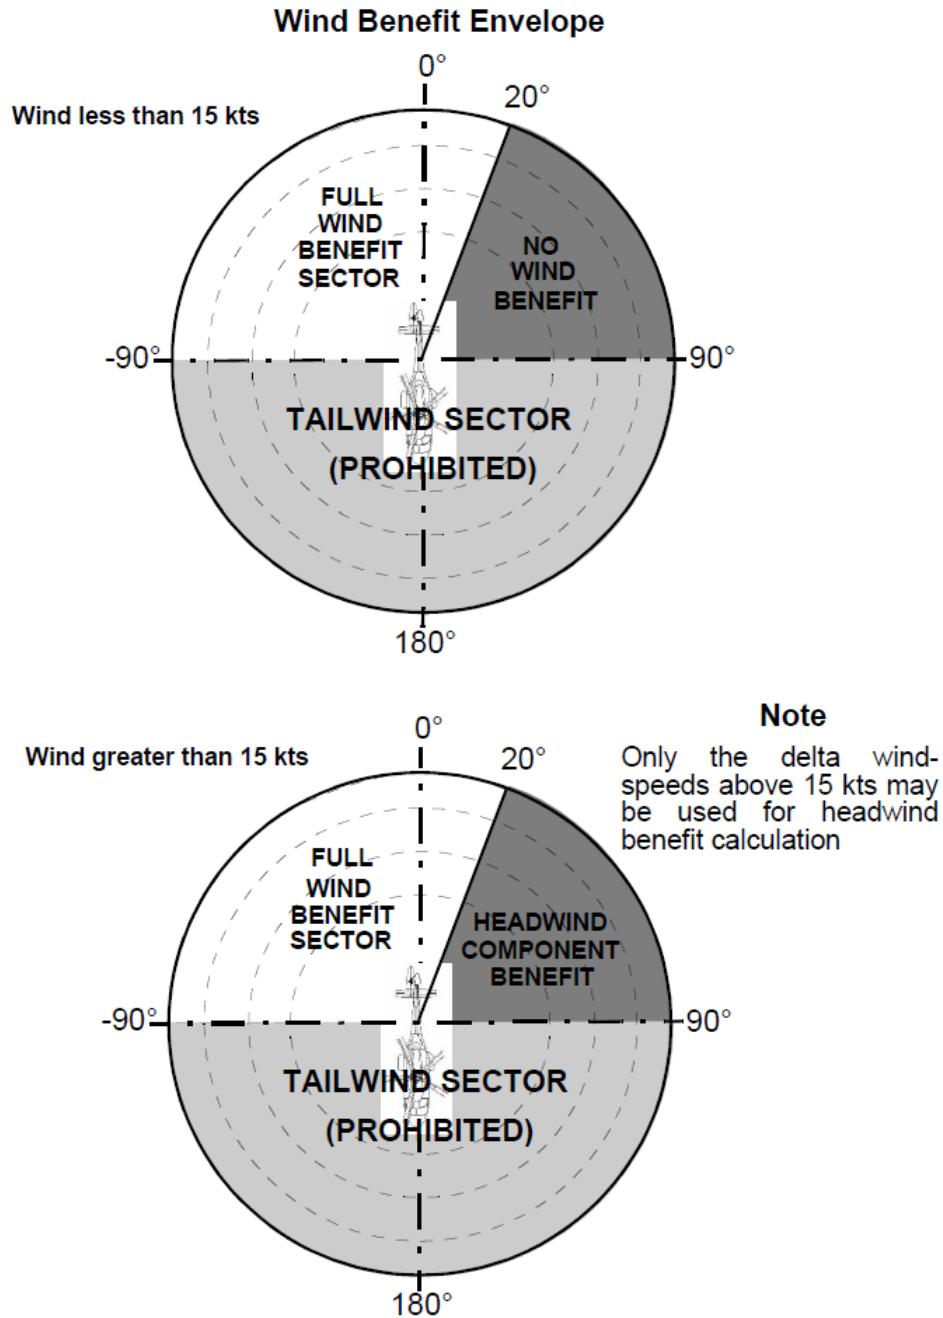 Wind Benefit Envelope
0°
20°
Wind less than 15 kts
FULL
WIND
BENEFIT
SECTOR
NO
WIND
BENEFIT
-90°
90°
TAILWIND SECTOR
(PROHIBITED)
180°
Note
0°
20°
Wind greater than 15 kts
Only the delta wind-
speeds above 15 kts may
be used for headwind
benefit calculation
FULL
WIND
BENEFIT
SECTOR
HEADWIND
COMPONENT
BENEFIT
-90°
90°
TAILWIND SECTOR
(PROHIBITED)
180°